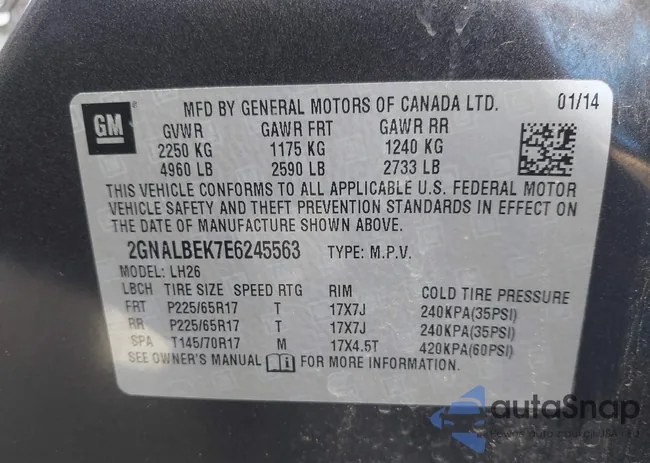 GM
MFD BY GENERAL MOTORS OF CANADA LTD. 01/14
GVWR GAWR FRT GAWR RR
2250 KG 1175 KG 1240 KG
4960 LB 2590 LB 2733 LB
THIS VEHICLE CONFORMS TO ALL APPLICABLE U.S. FEDERAL MOTOR
VEHICLE SAFETY AND THEFT PREVENTION STANDARDS IN EFFECT ON
THE DATE OF MANUFACTURE SHOWN ABOVE.
2GNALBEK7E6245563 TYPE: M.P.V.
MODEL: LH26
LBCH TIRE SIZE SPEED RTG RIM COLD TIRE PRESSURE
FRT P225/65R17 T 17X7J 240KPA(35PSI)
RR P225/65R17 T 17X7J 240KPA(35PSI)
SPA T145/70R17 M 17X4.5T 420KPA(60PSI)
SEE OWNER'S MANUAL FOR MORE INFORMATION.
autaSnap